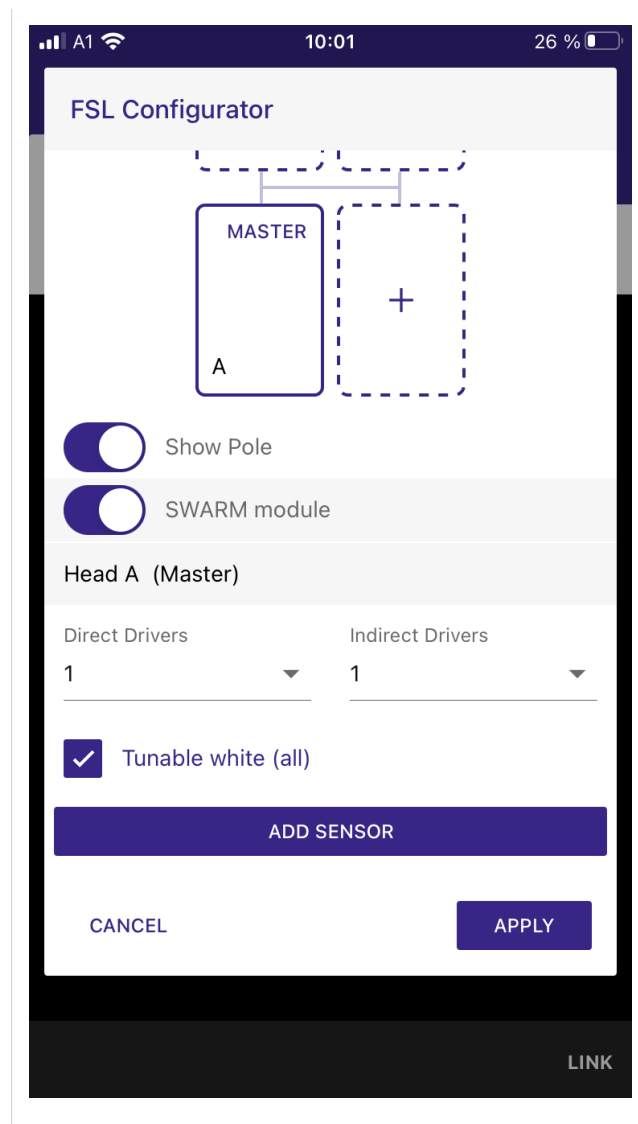 A1 10:01 26 %
FSL Configurator
MASTER
+
A
Show Pole
SWARM module
Head A (Master)
Direct Drivers Indirect Drivers
1 1
Tunable white (all)
ADD SENSOR
CANCEL APPLY
LINK